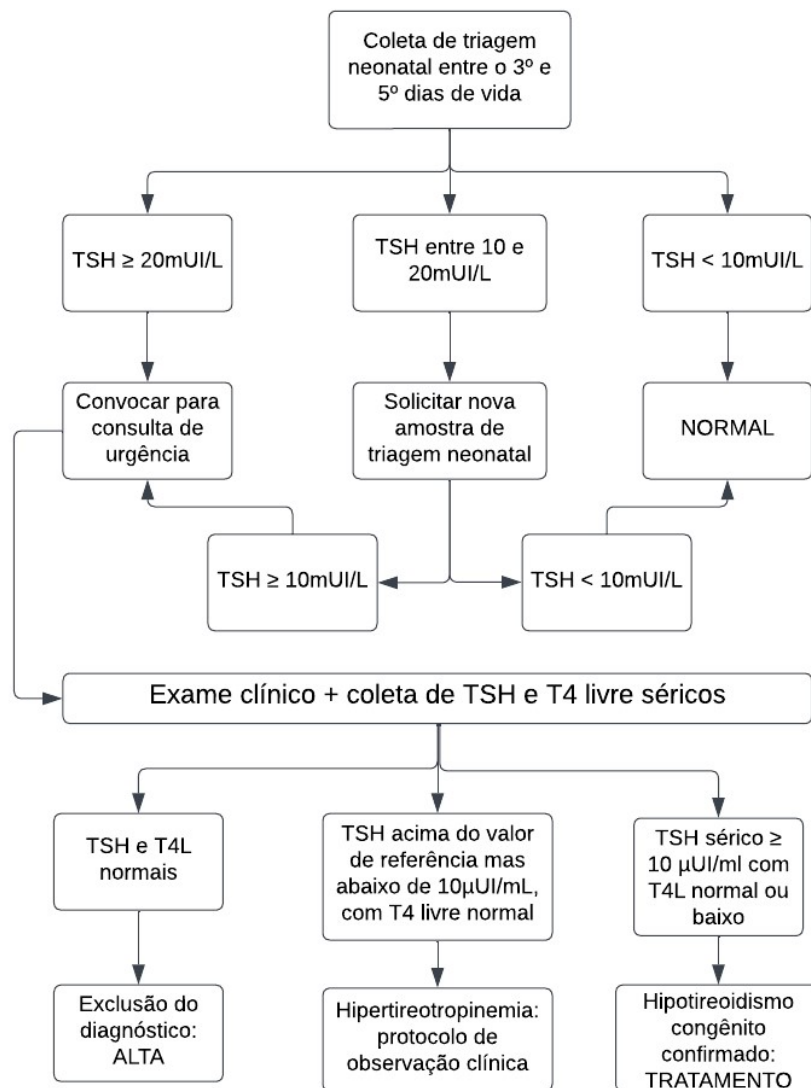 Coleta de triagem
neonatal entre o 3º e
5º dias de vida
TSH ≥ 20mUI/L
TSH entre 10 e
20mUI/L
TSH < 10mUI/L
Convocar para
consulta de
urgência
Solicitar nova
amostra de
triagem neonatal
NORMAL
TSH ≥ 10mUI/L
TSH < 10mUI/L
Exame clínico + coleta de TSH e T4 livre séricos
TSH e T4L
normais
TSH acima do valor
de referência mas
abaixo de 10µUI/mL,
com T4 livre normal
TSH sérico ≥
10 µUI/ml com
T4L normal ou
baixo
Exclusão do
diagnóstico:
ALTA
Hipertireotropinemia:
protocolo de
observação clínica
Hipotireoidismo
congênito
confirmado:
TRATAMENTO